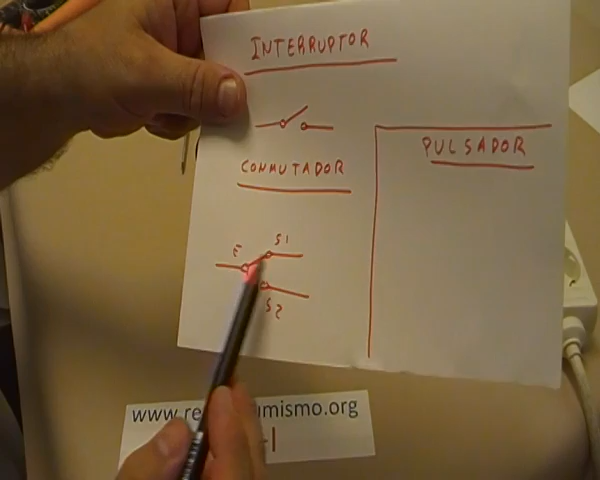 INTERRUPTOR
CONMUTADOR
PULSADOR
E
S1
S2